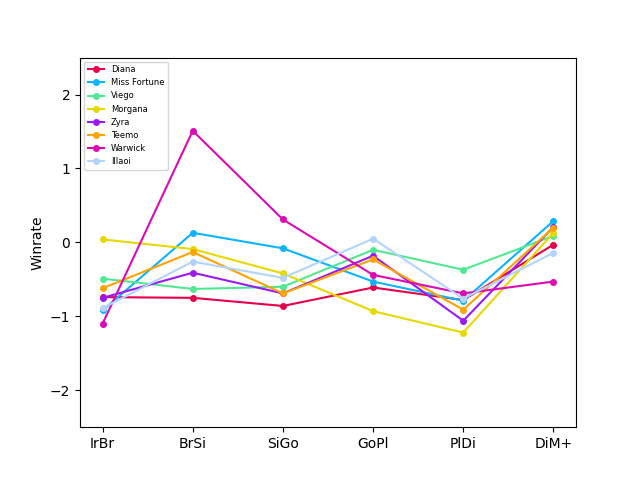 Diana
Miss Fortune
Viego
Morgana
Zyra
Teemo
Warwick
Illaoi
Winrate
2
1
0
−1
−2
IrBr BrSi SiGo GoPl PlDi DiM+